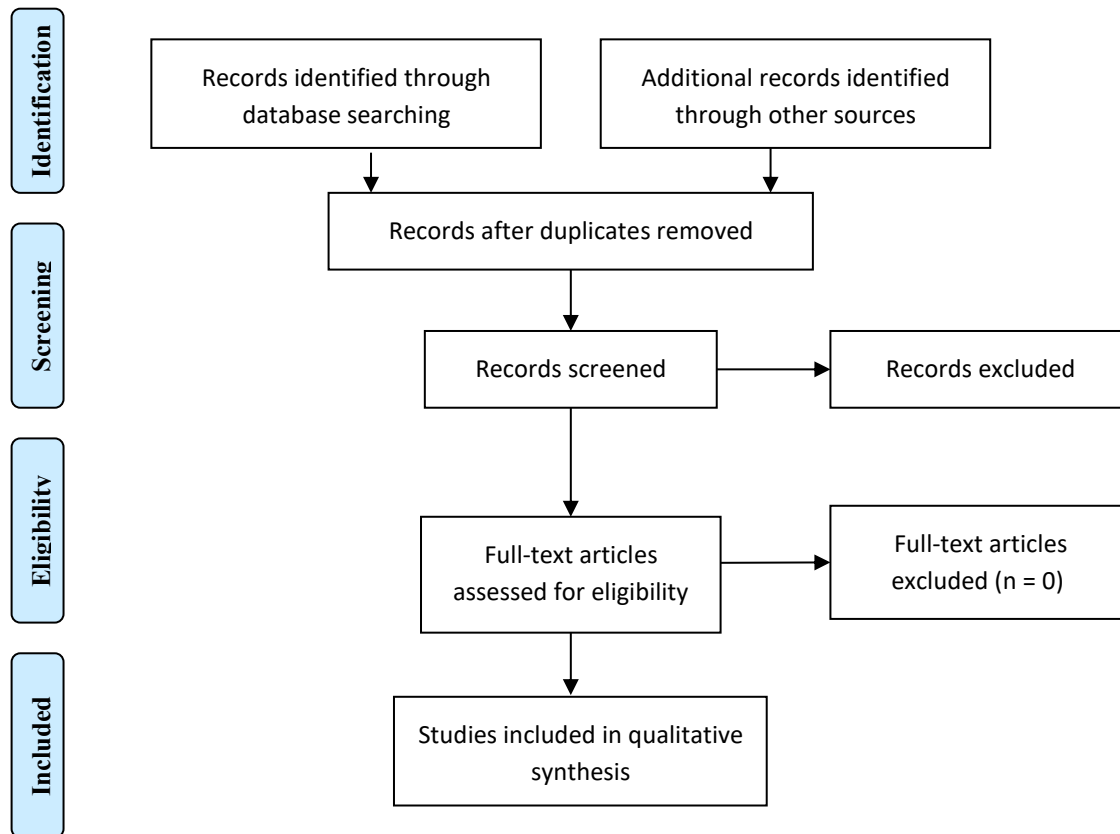 Identification
Records identified through
database searching
Additional records identified
through other sources
Records after duplicates removed
Screening
Records screened
Records excluded
Eligibility
Full-text articles
assessed for eligibility
Full-text articles
excluded (n = 0)
Included
Studies included in qualitative
synthesis